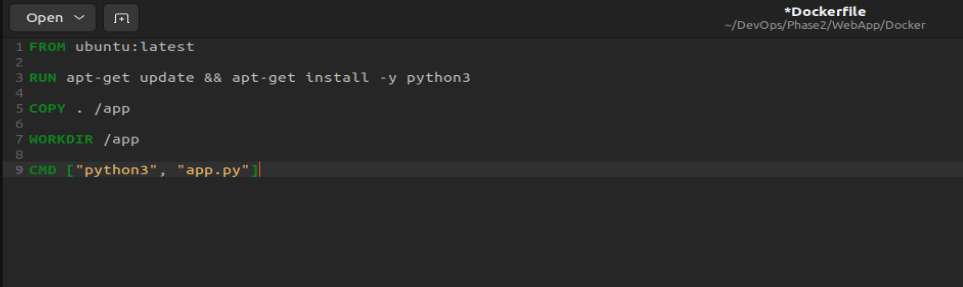 Open
*Dockerfile
~/DevOps/Phase2/WebApp/Docker
1 FROM ubuntu:latest
2
3 RUN apt-get update && apt-get install -y python3
4
5 COPY . /app
6
7 WORKDIR /app
8
9 CMD ["python3", "app.py"]